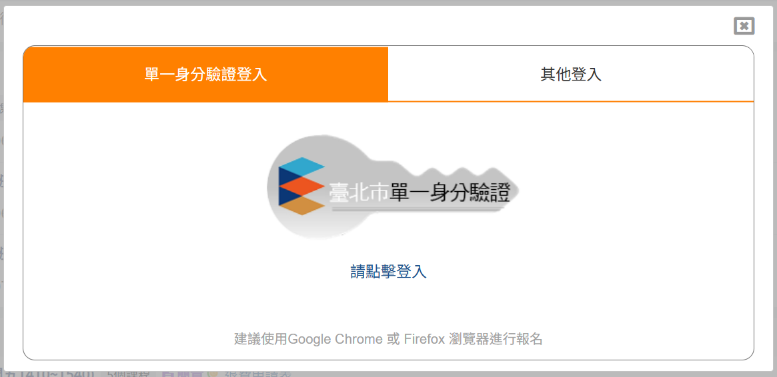 單一身分驗證登入
其他登入
臺北市單一身分驗證
請點擊登入
建議使用Google Chrome 或 Firefox 瀏覽器進行報名